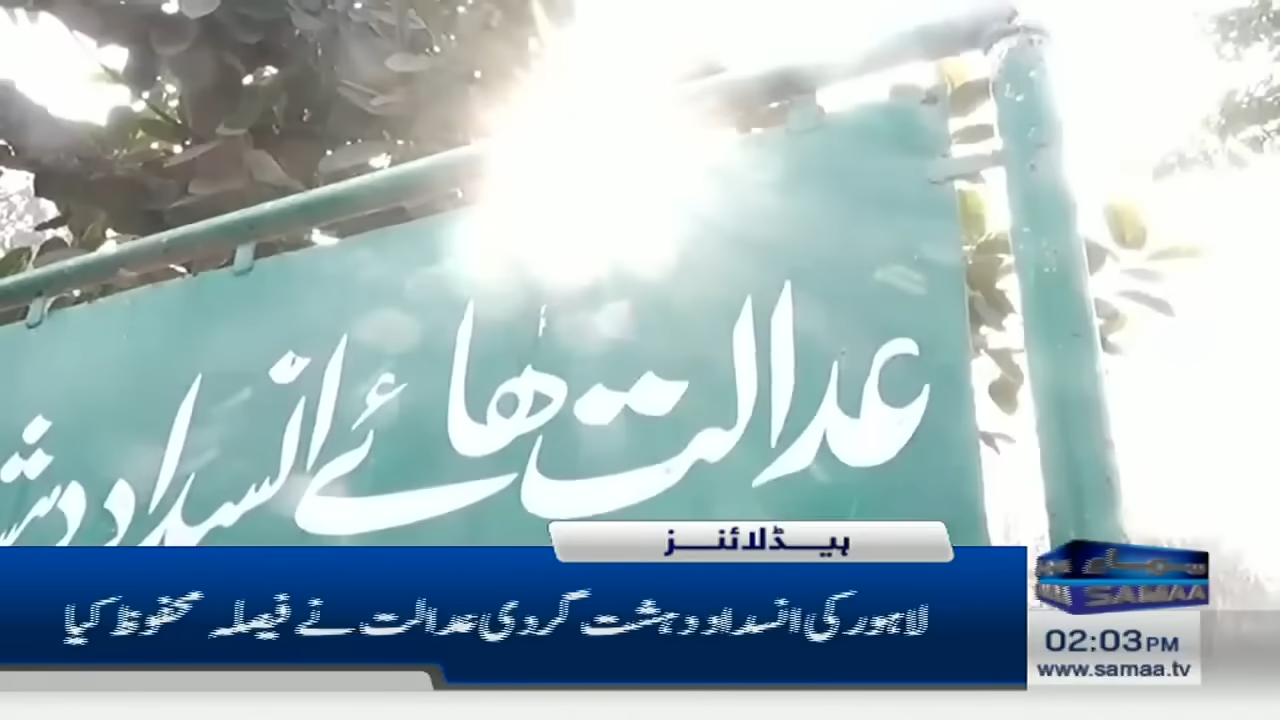 عدالت ھائے انسداد دہش
ہیڈلائنز
لاہور کی انسداد دہشت گردی عدالت نے فیصلہ محفوظ کیا
SAMAA
02:03 PM
www.samaa.tv